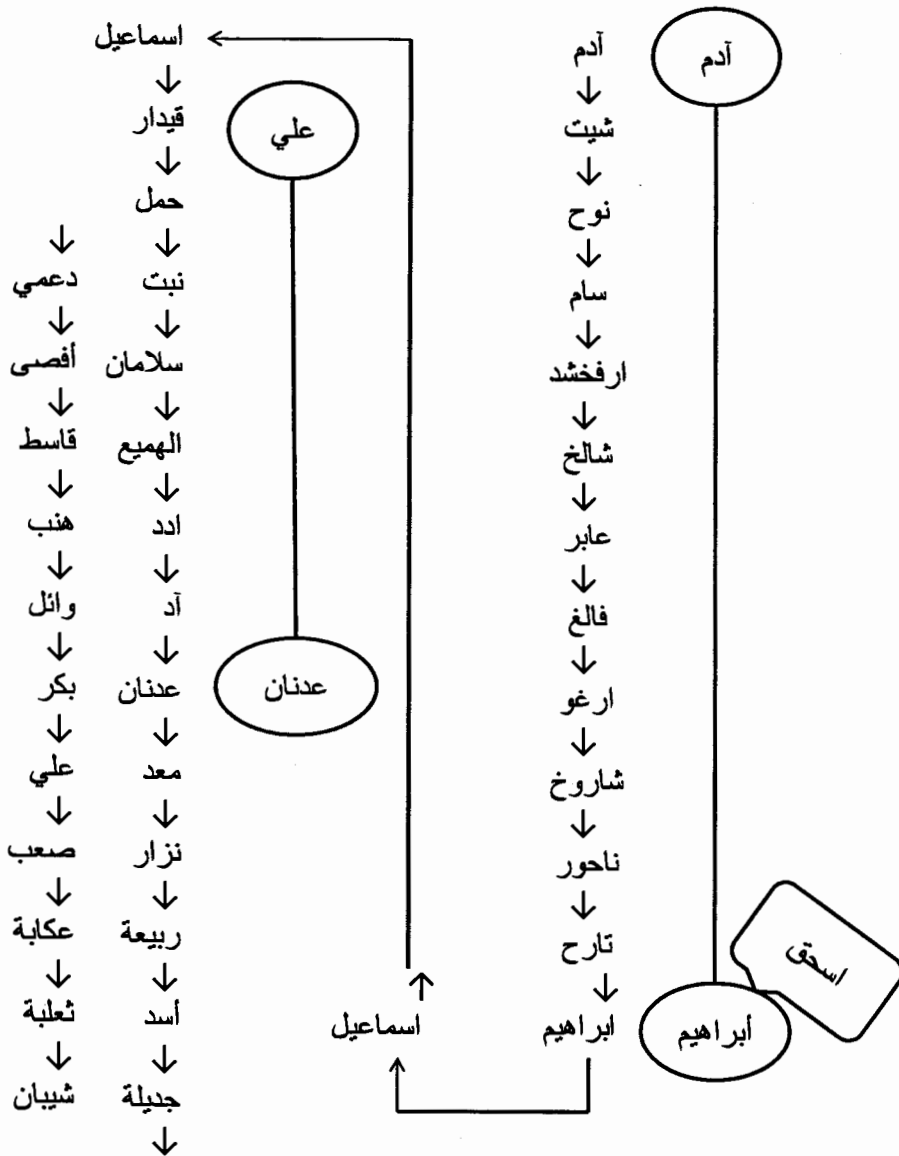 آدم
أبراهيم
اسحق
آدم
شيت
نوح
سام
ارفخشد
شالخ
عابر
فالغ
ارغو
شاروخ
ناحور
تارح
ابراهيم
اسماعيل
علي
عدنان
اسماعيل
قيدار
حمل
نبت
سلامان
الهميع
ادد
آد
عدنان
معد
نزار
ربيعة
أسد
جديلة
دعمي
أفصى
قاسط
هنب
وائل
بكر
علي
صعب
عكابة
ثعلبة
شيبان